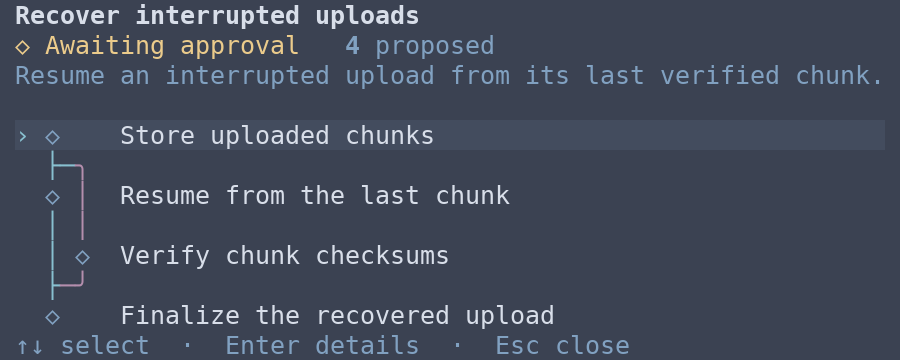 Recover interrupted uploads
◇ Awaiting approval   4 proposed
Resume an interrupted upload from its last verified chunk.
› ◇    Store uploaded chunks
◇    Resume from the last chunk
◇  Verify chunk checksums
◇    Finalize the recovered upload
↑↓ select  ·  Enter details  ·  Esc close